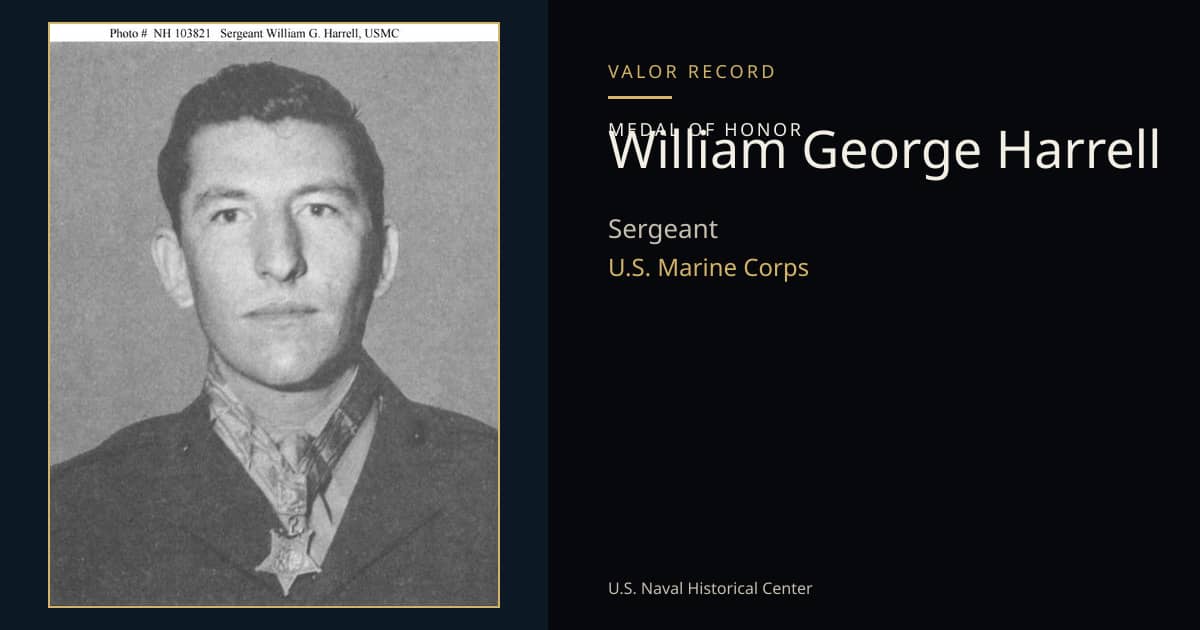 Photo # NH 103821 Sergeant William G. Harrell, USMC
VALOR RECORD
MEDAL OF HONOR
William George Harrell
Sergeant
U.S. Marine Corps
U.S. Naval Historical Center